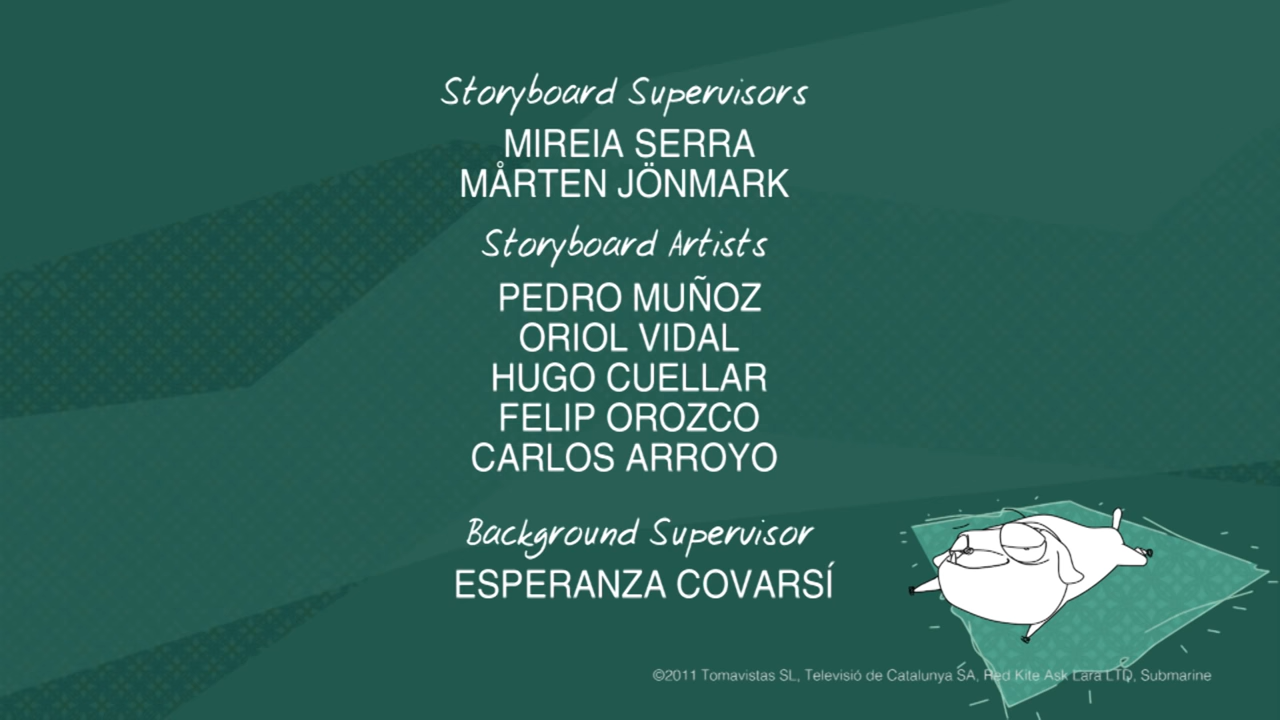 Storyboard Supervisors
MIREIA SERRA
MÅRTEN JÖNMARK
Storyboard Artists
PEDRO MUÑOZ
ORIOL VIDAL
HUGO CUELLAR
FELIP OROZCO
CARLOS ARROYO
Background Supervisor
ESPERANZA COVARSÍ
©2011 Tomavistas SL, Televisió de Catalunya SA, Red Kite Ask Lara LTD, Submarine